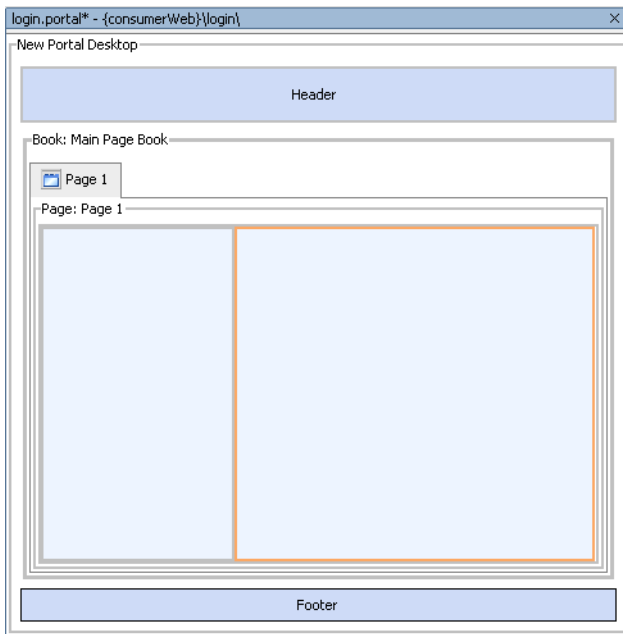 login.portal* - {consumerWeb}\login\
New Portal Desktop
Header
Book: Main Page Book
Page 1
Page: Page 1
Footer